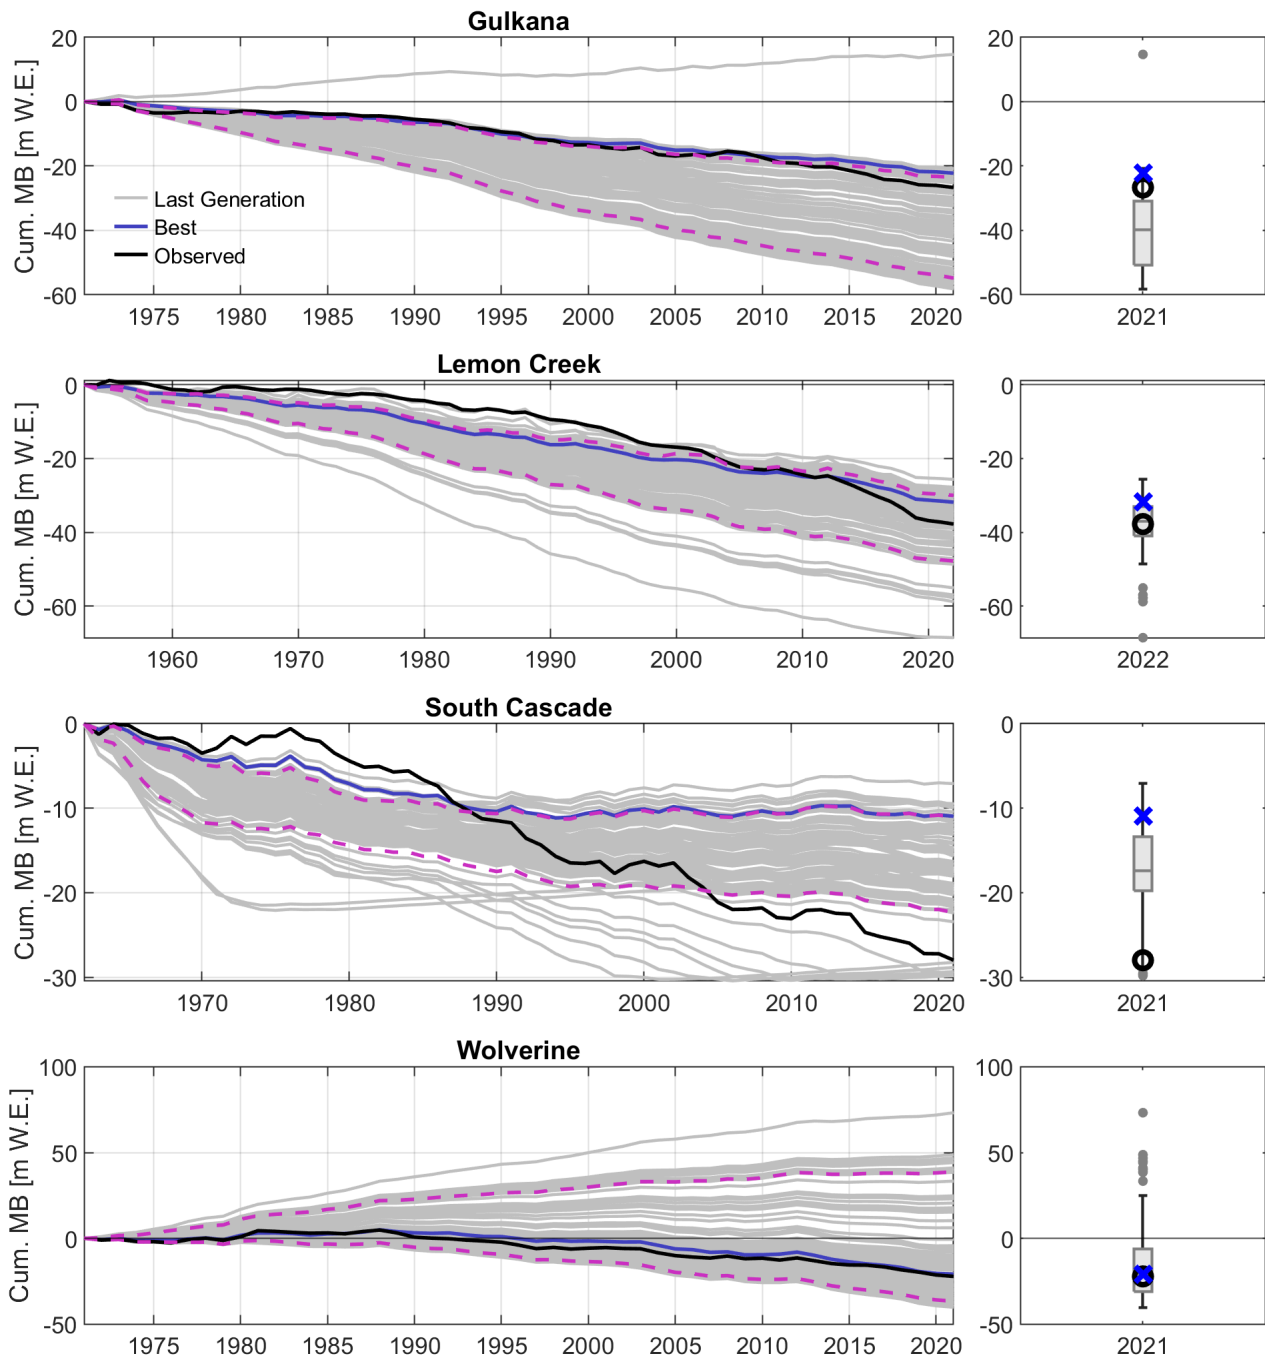 Gulkana
Cum. MB [m W.E.]
20
0
-20
-40
-60
Last Generation
Best
Observed
1975 1980 1985 1990 1995 2000 2005 2010 2015 2020
20
0
-20
-40
-60
2021
Lemon Creek
Cum. MB [m W.E.]
0
-20
-40
-60
1960 1970 1980 1990 2000 2010 2020
0
-20
-40
-60
2022
South Cascade
Cum. MB [m W.E.]
0
-10
-20
-30
1970 1980 1990 2000 2010 2020
0
-10
-20
-30
2021
Wolverine
Cum. MB [m W.E.]
100
50
0
-50
1975 1980 1985 1990 1995 2000 2005 2010 2015 2020
100
50
0
-50
2021